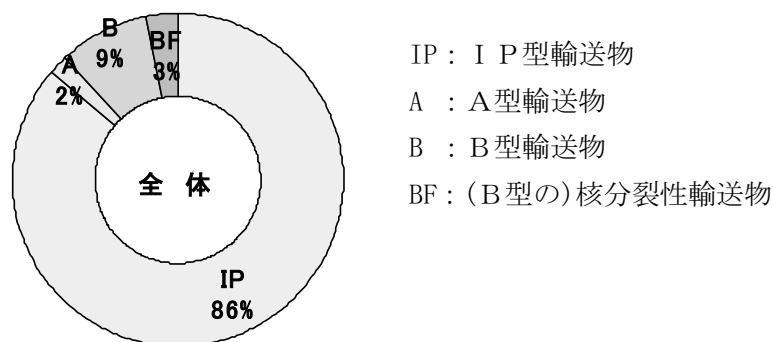 B
9%
BF
3%
A
2%
全 体
IP
86%
IP：ＩＰ型輸送物
A ：Ａ型輸送物
B ：Ｂ型輸送物
BF：(Ｂ型の)核分裂性輸送物